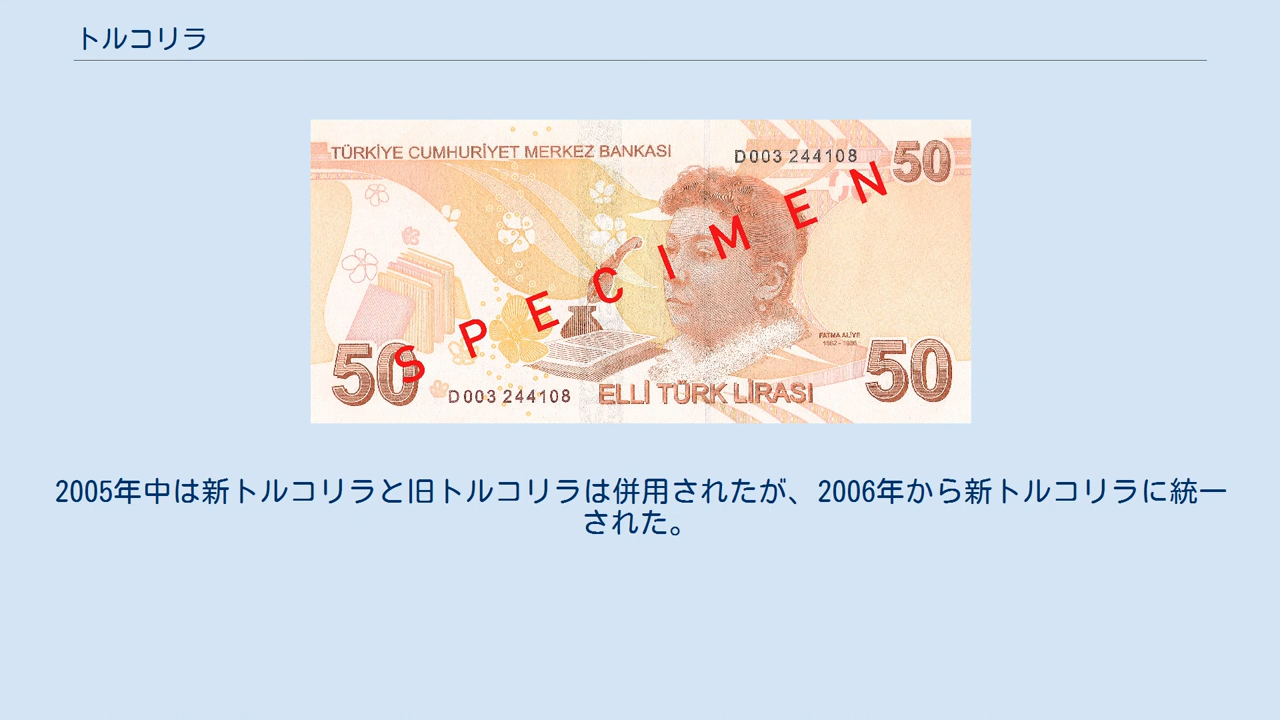 トルコリラ
TÜRKİYE CUMHURİYET MERKEZ BANKASI
D003 244108
50
SPECIMEN
FATMA ALİYE
50
D003 244108
ELLİ TÜRK LİRASI
50
2005年中は新トルコリラと旧トルコリラは併用されたが、2006年から新トルコリラに統一
された。